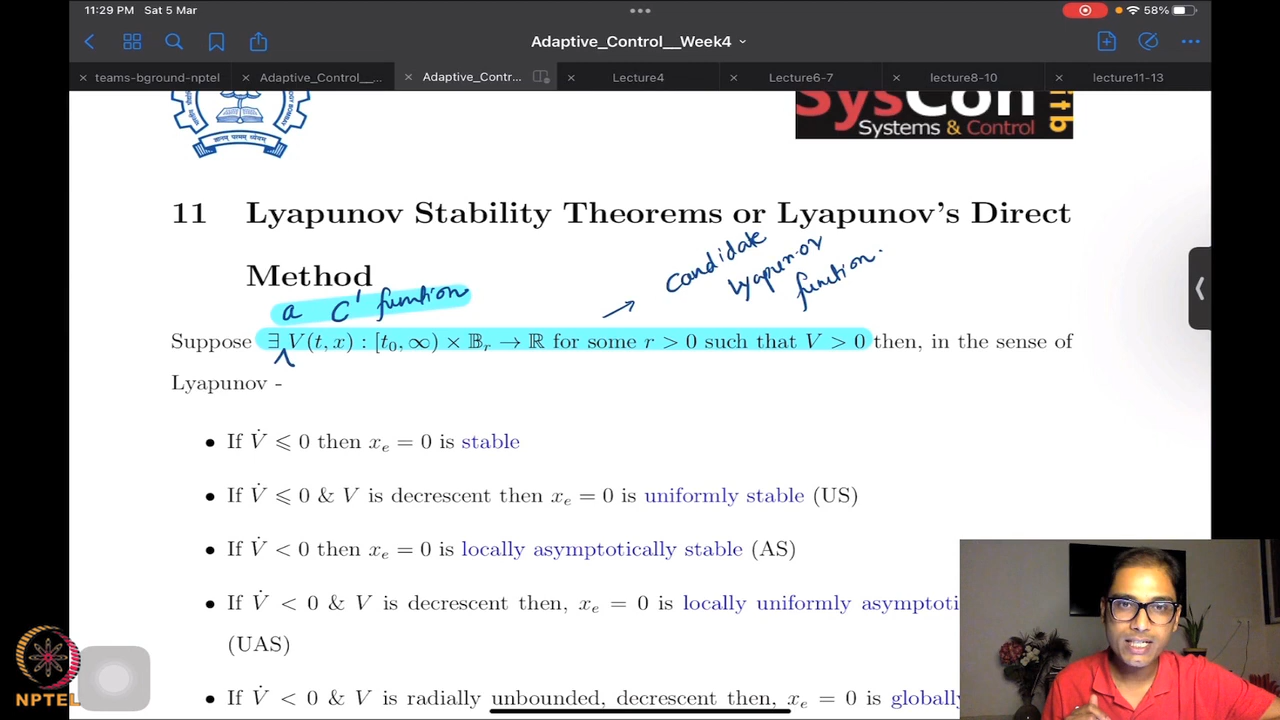 11:29 PM Sat 5 Mar
58%
Adaptive_Control__Week4
teams-bground-nptel
Adaptive_Control__...
Adaptive_Contr...
Lecture4
Lecture6-7
lecture8-10
lecture11-13
SysCon
Systems & Control
iitb
11 Lyapunov Stability Theorems or Lyapunov's Direct
Method
candidate
Lyapunov
function.
a C¹ function
Suppose ∃ V(t, x) : [t₀, ∞) × 𝔹ᵣ → ℝ for some r > 0 such that V > 0 then, in the sense of
Lyapunov -
• If V̇ ⩽ 0 then xₑ = 0 is stable
• If V̇ ⩽ 0 & V is decrescent then xₑ = 0 is uniformly stable (US)
• If V̇ < 0 then xₑ = 0 is locally asymptotically stable (AS)
• If V̇ < 0 & V is decrescent then, xₑ = 0 is locally uniformly asymptoti
(UAS)
• If V̇ < 0 & V is radially unbounded, decrescent then, xₑ = 0 is globally
NPTEL